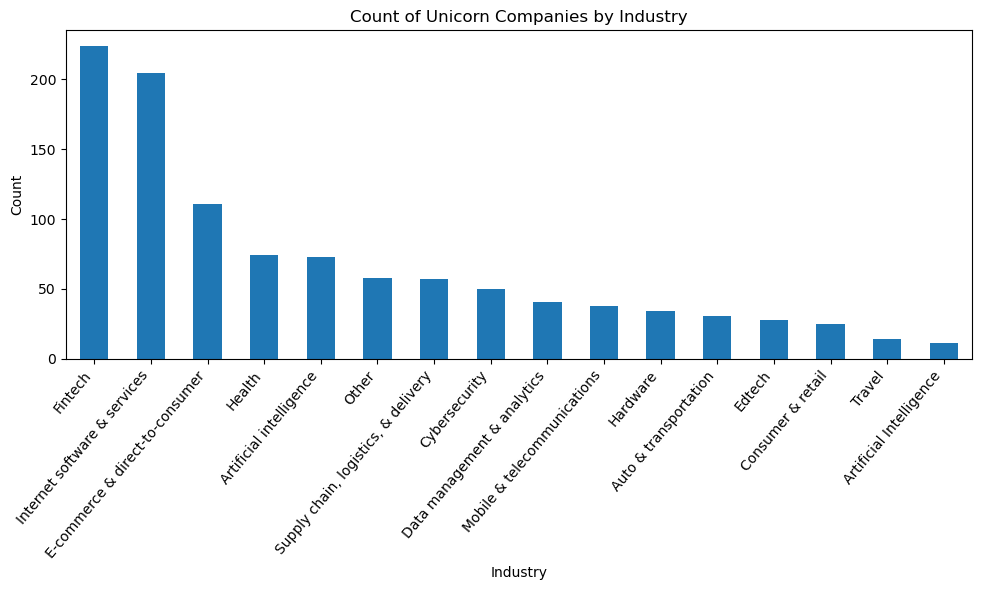 Count of Unicorn Companies by Industry
Count
200
150
100
50
0
Fintech
Internet software & services
E-commerce & direct-to-consumer
Health
Artificial intelligence
Other
Supply chain, logistics, & delivery
Cybersecurity
Data management & analytics
Mobile & telecommunications
Hardware
Auto & transportation
Edtech
Consumer & retail
Travel
Artificial Intelligence
Industry